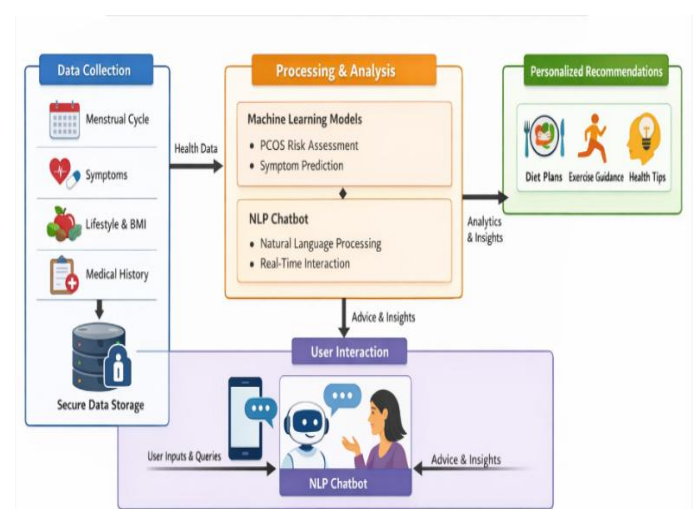 Data Collection
Menstrual Cycle
Symptoms
Lifestyle & BMI
Medical History
Secure Data Storage
Health Data
Processing & Analysis
Machine Learning Models
• PCOS Risk Assessment
• Symptom Prediction
NLP Chatbot
• Natural Language Processing
• Real-Time Interaction
Analytics
& Insights
Personalized Recommendations
Diet Plans
Exercise Guidance
Health Tips
Advice & Insights
User Interaction
User Inputs & Queries
NLP Chatbot
Advice & Insights